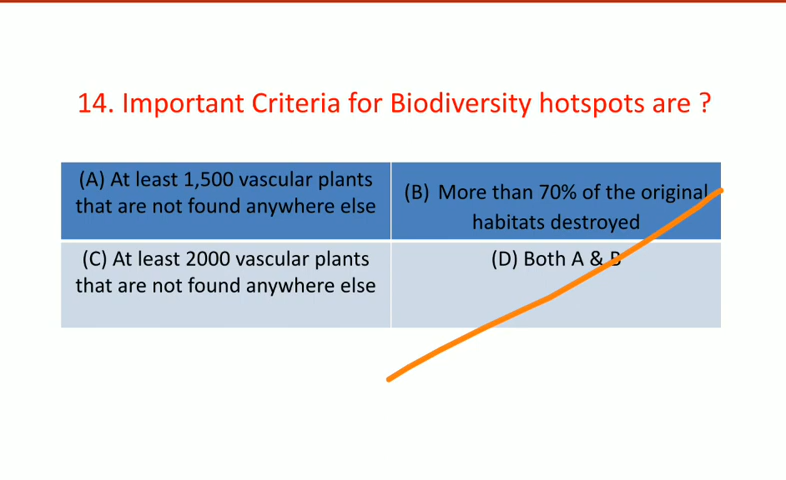 14. Important Criteria for Biodiversity hotspots are ?
(A) At least 1,500 vascular plants
that are not found anywhere else
(B) More than 70% of the original
habitats destroyed
(C) At least 2000 vascular plants
that are not found anywhere else
(D) Both A & B